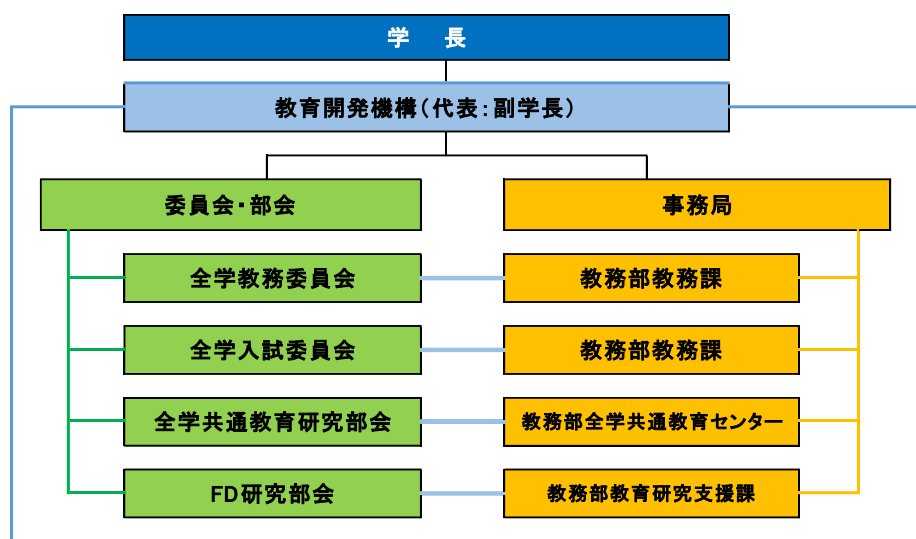 学　長
教育開発機構(代表:副学長)
委員会・部会
事務局
全学教務委員会
教務部教務課
全学入試委員会
教務部教務課
全学共通教育研究部会
教務部全学共通教育センター
FD研究部会
教務部教育研究支援課